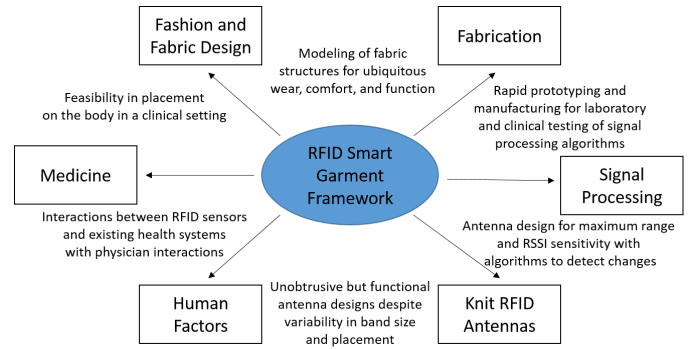 Fashion and
Fabric Design
Fabrication
Modeling of fabric
structures for ubiquitous
wear, comfort, and function
Feasibility in placement
on the body in a clinical setting
Rapid prototyping and
manufacturing for laboratory
and clinical testing of signal
processing algorithms
RFID Smart
Garment
Framework
Medicine
Signal
Processing
Interactions between RFID sensors
and existing health systems
with physician interactions
Antenna design for maximum range
and RSSI sensitivity with
algorithms to detect changes
Human
Factors
Unobtrusive but functional
antenna designs despite
variability in band size
and placement
Knit RFID
Antennas